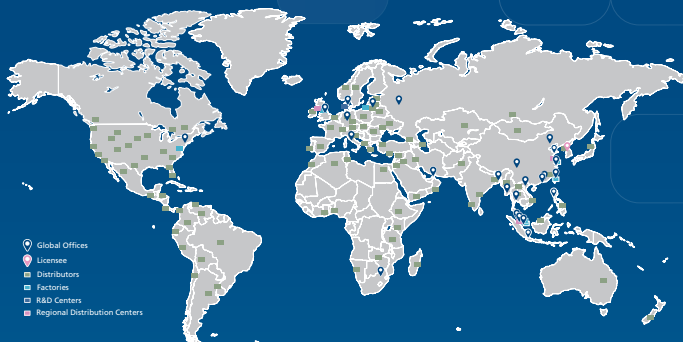 Global Offices
Licensee
Distributors
Factories
R&D Centers
Regional Distribution Centers